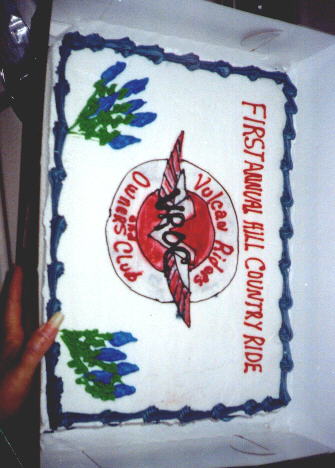 FIRST ANNUAL HILL COUNTRY RIDE
Vulcan Riders
and
Owners Club
VROC